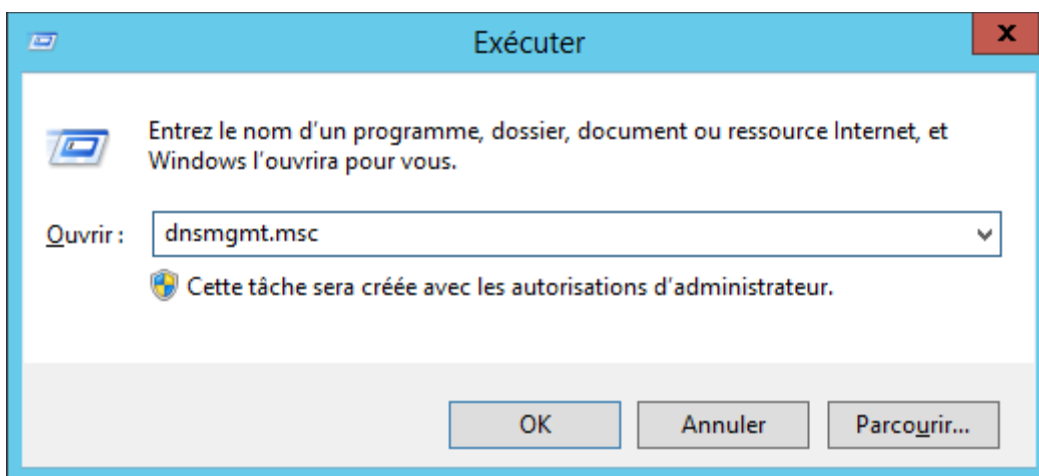 Exécuter
Entrez le nom d'un programme, dossier, document ou ressource Internet, et
Windows l'ouvrira pour vous.
Ouvrir : dnsmgmt.msc
Cette tâche sera créée avec les autorisations d'administrateur.
OK Annuler Parcourir...